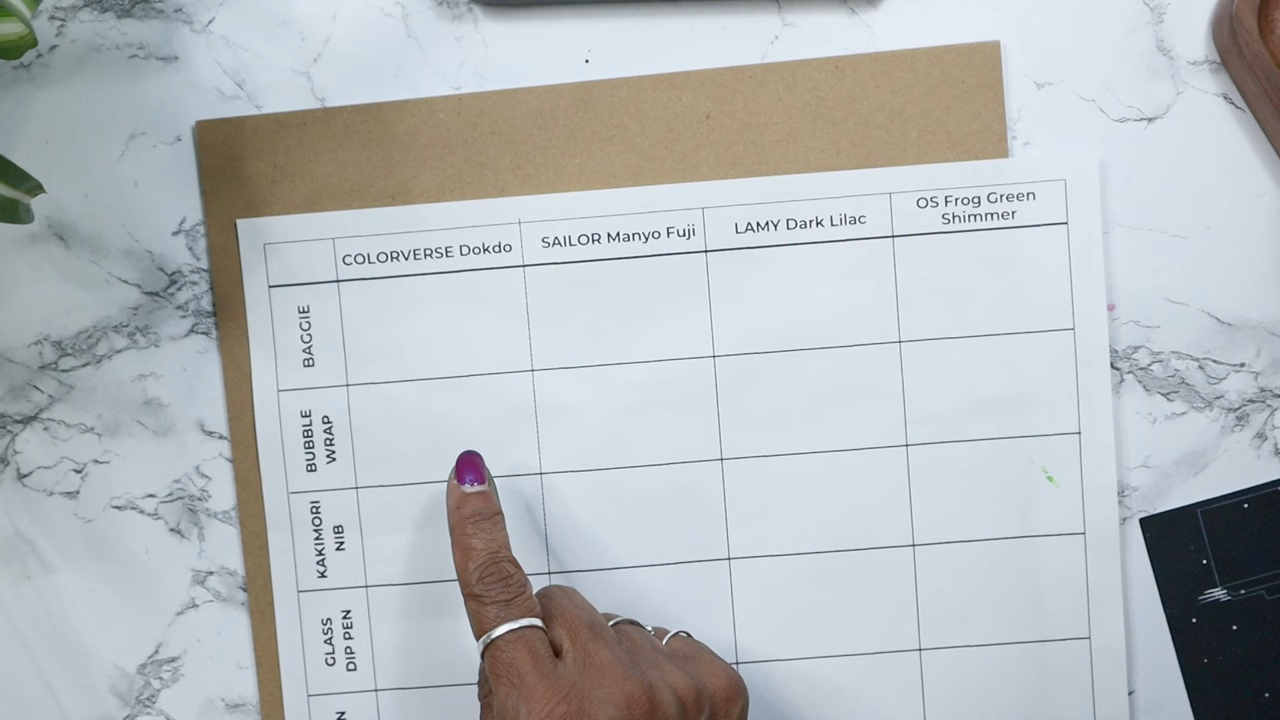 COLORVERSE Dokdo
SAILOR Manyo Fuji
LAMY Dark Lilac
OS Frog Green
Shimmer
BAGGIE
BUBBLE
WRAP
KAKIMORI
NIB
GLASS
DIP PEN